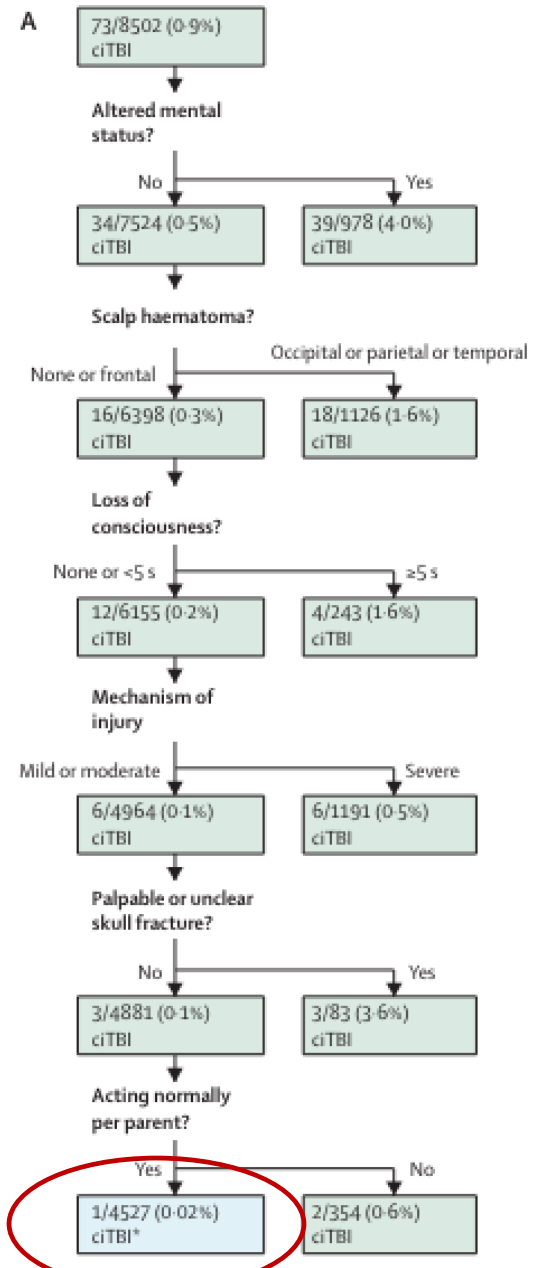 A
73/8502 (0·9%)
ciTBI
Altered mental
status?
No
Yes
34/7524 (0·5%)
ciTBI
39/978 (4·0%)
ciTBI
Scalp haematoma?
None or frontal
Occipital or parietal or temporal
16/6398 (0·3%)
ciTBI
18/1126 (1·6%)
ciTBI
Loss of
consciousness?
None or <5 s
≥5 s
12/6155 (0·2%)
ciTBI
4/243 (1·6%)
ciTBI
Mechanism of
injury
Mild or moderate
Severe
6/4964 (0·1%)
ciTBI
6/1191 (0·5%)
ciTBI
Palpable or unclear
skull fracture?
No
Yes
3/4881 (0·1%)
ciTBI
3/83 (3·6%)
ciTBI
Acting normally
per parent?
Yes
No
1/4527 (0·02%)
ciTBI*
2/354 (0·6%)
ciTBI